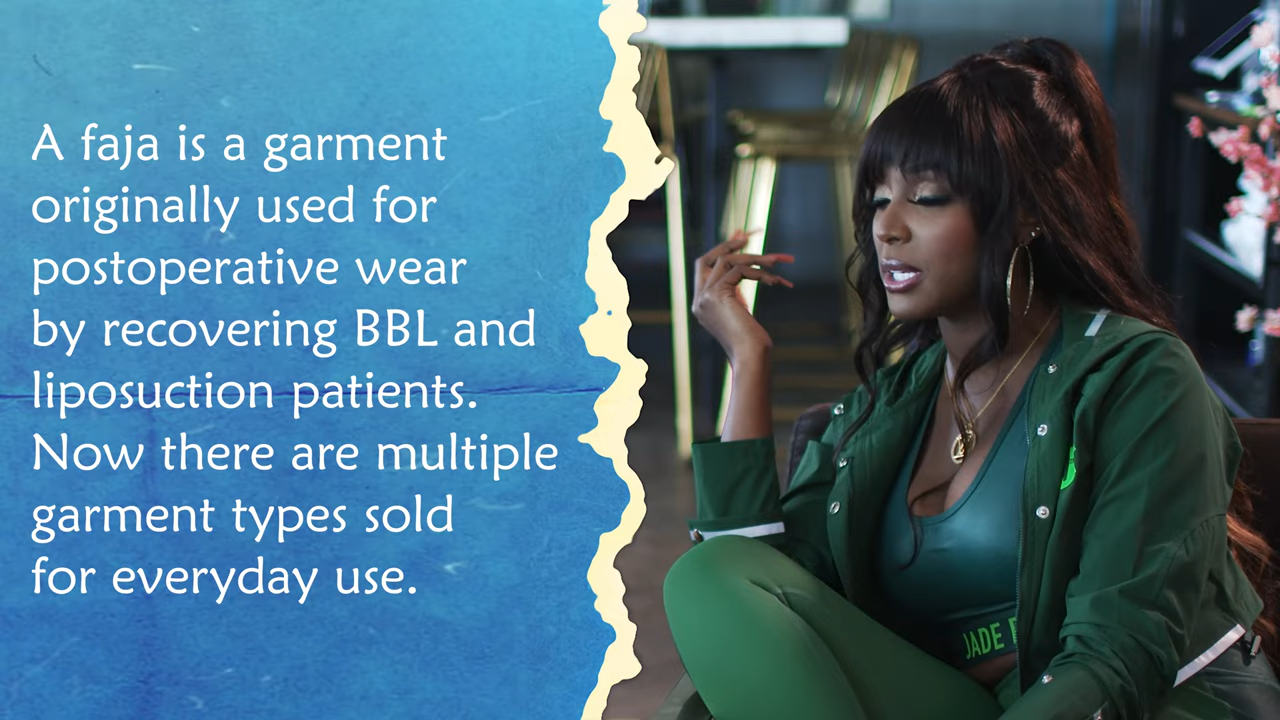 A faja is a garment
originally used for
postoperative wear
by recovering BBL and
liposuction patients.
Now there are multiple
garment types sold
for everyday use.
JADE